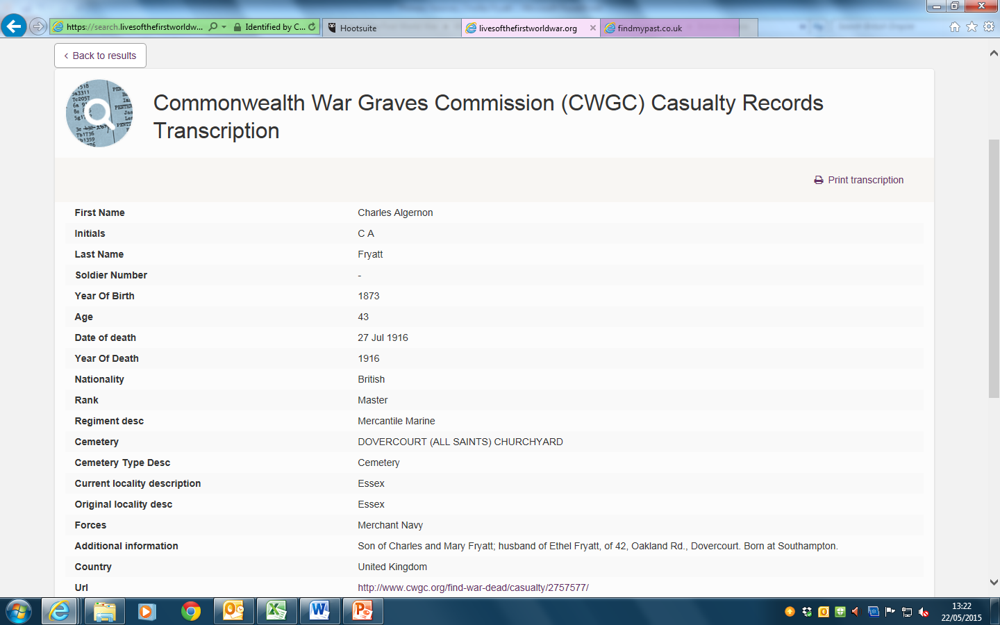 https://search.livesofthefirstworldw...
Identified by C...
Hootsuite
livesofthefirstworldwar.org
findmypast.co.uk
Back to results
Commonwealth War Graves Commission (CWGC) Casualty Records
Transcription
Print transcription
First Name Charles Algernon
Initials C A
Last Name Fryatt
Soldier Number -
Year Of Birth 1873
Age 43
Date of death 27 Jul 1916
Year Of Death 1916
Nationality British
Rank Master
Regiment desc Mercantile Marine
Cemetery DOVERCOURT (ALL SAINTS) CHURCHYARD
Cemetery Type Desc Cemetery
Current locality description Essex
Original locality desc Essex
Forces Merchant Navy
Additional information Son of Charles and Mary Fryatt; husband of Ethel Fryatt, of 42, Oakland Rd., Dovercourt. Born at Southampton.
Country United Kingdom
Url http://www.cwgc.org/find-war-dead/casualty/2757577/
13:22
22/05/2015